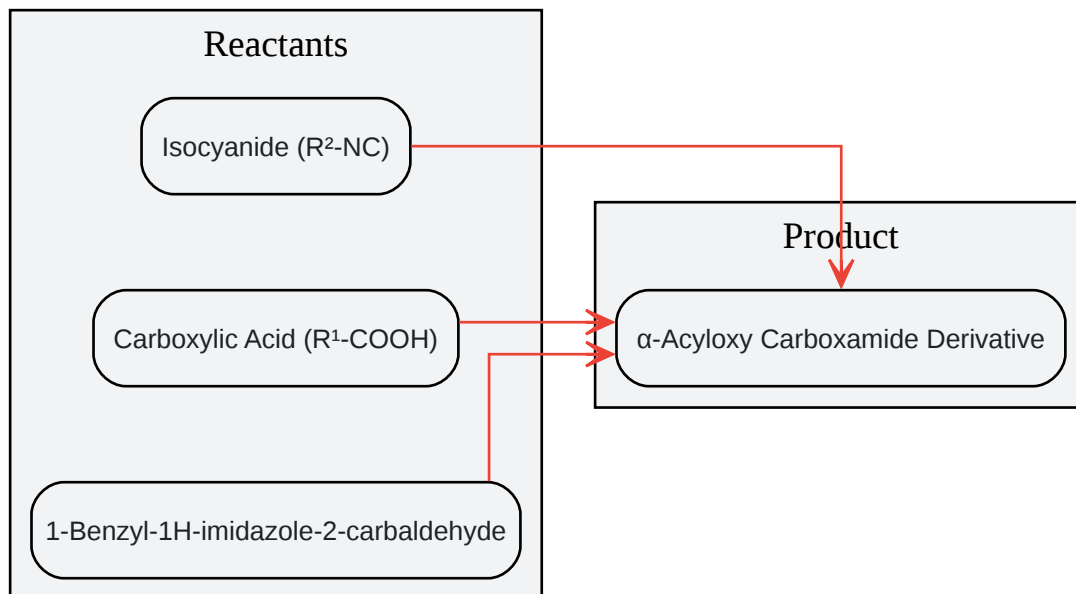 Reactants
Isocyanide (R²-NC)
Product
Carboxylic Acid (R¹-COOH)
α-Acyloxy Carboxamide Derivative
1-Benzyl-1H-imidazole-2-carbaldehyde